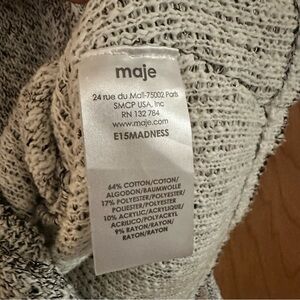 maje
24 rue du Mail-75002 Paris
SMCP USA, Inc
RN 132 784
www.maje.com
E15MADNESS
64% COTTON/COTON/
ALGODON/BAUMWOLLE
17% POLYESTER/POLYESTER/
POLIESTER/POLYESTER
10% ACRYLIC/ACRYLIQUE/
ACRILICO/POLYACRYL
9% RAYON/RAYON/
RAYON/RAYON